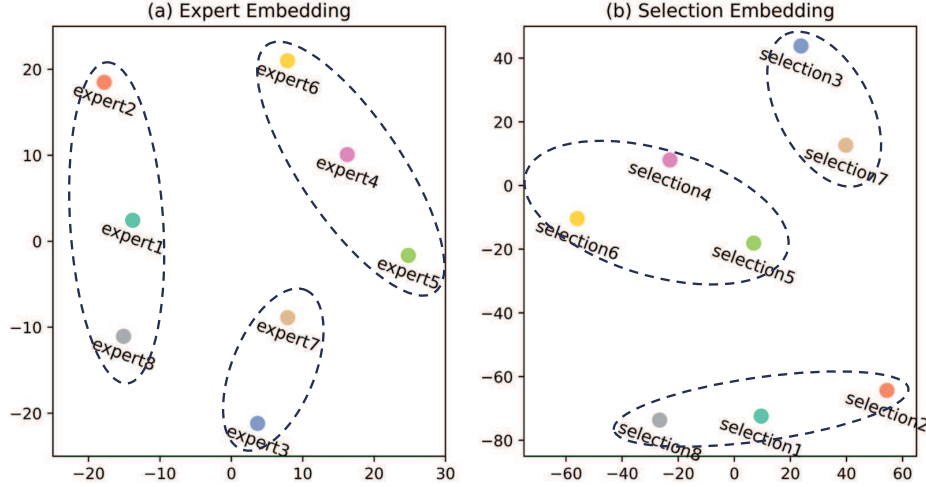 (a) Expert Embedding
20
10
0
−10
−20
−20
−10
0
10
20
30
expert2
expert6
expert4
expert1
expert5
expert7
expert8
expert3
(b) Selection Embedding
40
20
0
−20
−40
−60
−80
−60
−40
−20
0
20
40
60
selection3
selection7
selection4
selection6
selection5
selection2
selection8
selection1